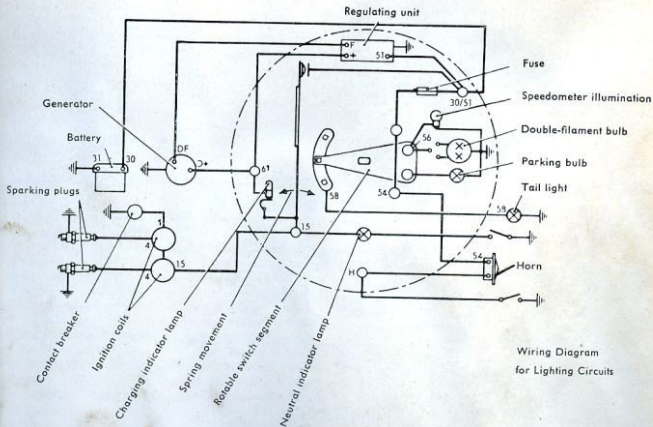 Regulating unit
F
+
51
Fuse
30/51
Speedometer illumination
Generator
Double-filament bulb
56
Battery
DF
D+
31
30
61
Parking bulb
Sparking plugs
58
54
Tail light
58
1
15
4
15
4
54
Horn
H
Contact breaker
Ignition coils
Charging indicator lamp
Spring movement
Rotable switch segment
Neutral indicator lamp
Wiring Diagram
for Lighting Circuits